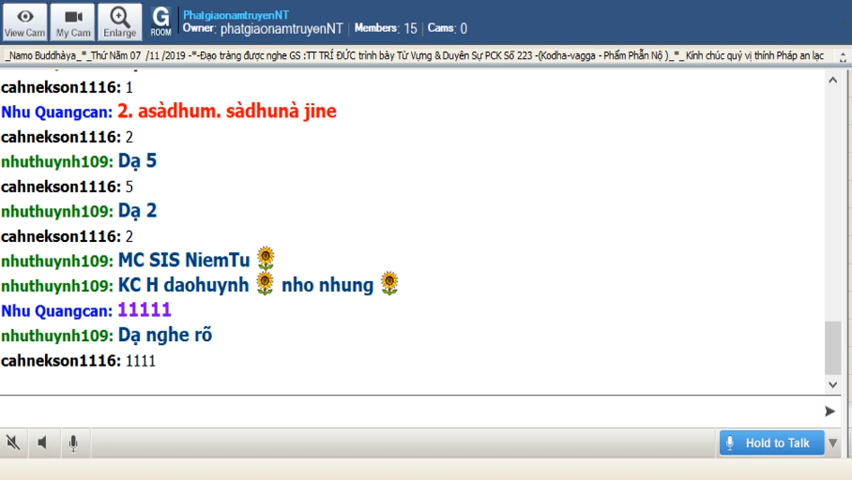 View Cam
My Cam
Enlarge
G
ROOM
PhatgiaonamtruyenNT
Owner: phatgiaonamtruyenNT | Members: 15 | Cams: 0
_Namo Buddhàya_*_Thứ Năm 07 /11 /2019 -*-Đạo tràng được nghe GS :TT TRÍ ĐỨC trình bày Từ Vựng & Duyên Sự PCK Số 223 -(Kodha-vagga - Phẩm Phẫn Nộ )_*_ Kính chúc quý vị thính Pháp an lạc
cahnekson1116: 1
Nhu Quangcan: 2. asàdhum. sàdhunà jine
cahnekson1116: 2
nhuthuynh109: Dạ 5
cahnekson1116: 5
nhuthuynh109: Dạ 2
cahnekson1116: 2
nhuthuynh109: MC SIS NiemTu
nhuthuynh109: KC H daohuynh nho nhung
Nhu Quangcan: 11111
nhuthuynh109: Dạ nghe rõ
cahnekson1116: 1111
Hold to Talk